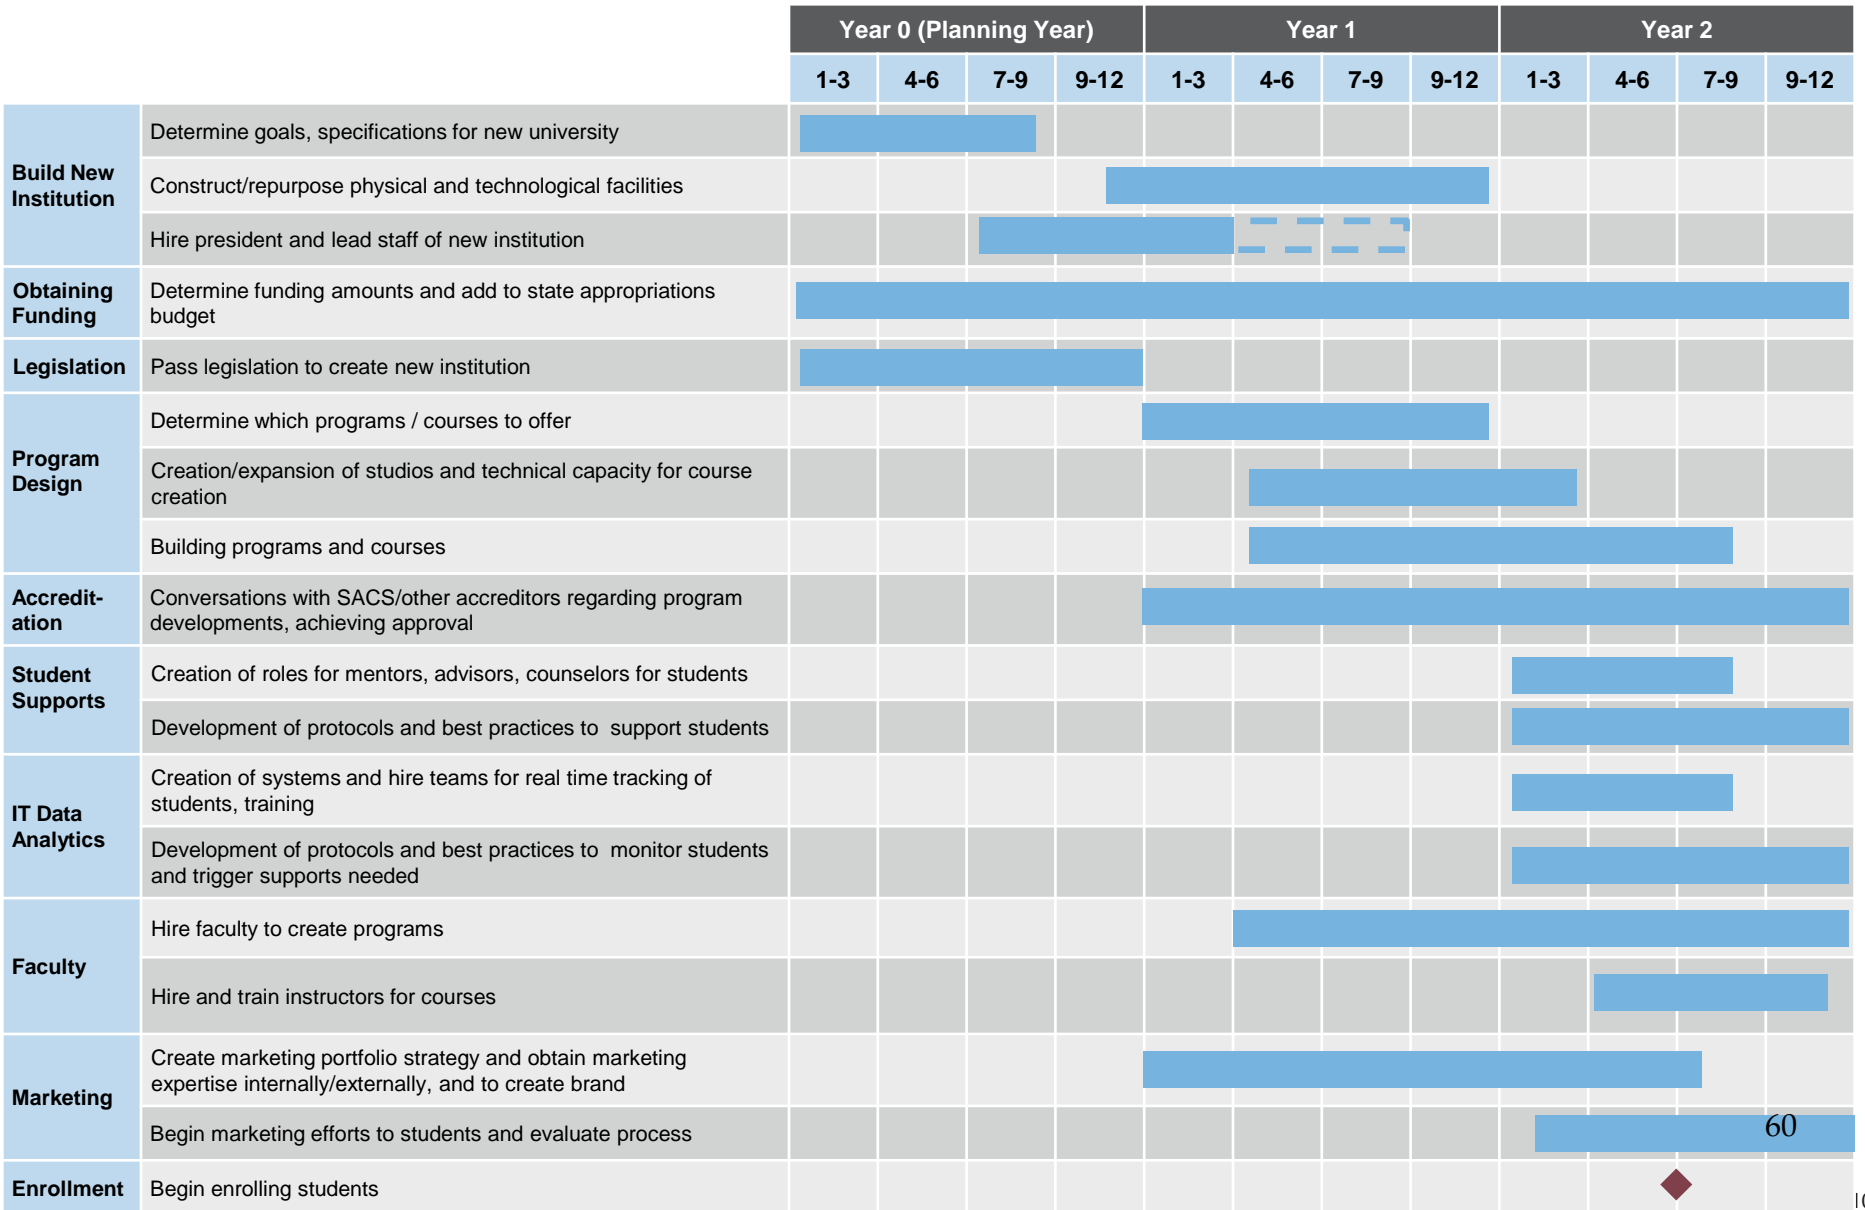 Year 0 (Planning Year) Year 1 Year 2
1-3 4-6 7-9 9-12 1-3 4-6 7-9 9-12 1-3 4-6 7-9 9-12
Build New
Institution
Determine goals, specifications for new university
Construct/repurpose physical and technological facilities
Hire president and lead staff of new institution
Obtaining
Funding
Determine funding amounts and add to state appropriations
budget
Legislation
Pass legislation to create new institution
Program
Design
Determine which programs / courses to offer
Creation/expansion of studios and technical capacity for course
creation
Building programs and courses
Accredit-
ation
Conversations with SACS/other accreditors regarding program
developments, achieving approval
Student
Supports
Creation of roles for mentors, advisors, counselors for students
Development of protocols and best practices to  support students
IT Data
Analytics
Creation of systems and hire teams for real time tracking of
students, training
Development of protocols and best practices to  monitor students
and trigger supports needed
Faculty
Hire faculty to create programs
Hire and train instructors for courses
Marketing
Create marketing portfolio strategy and obtain marketing
expertise internally/externally, and to create brand
Begin marketing efforts to students and evaluate process
60
Enrollment
Begin enrolling students